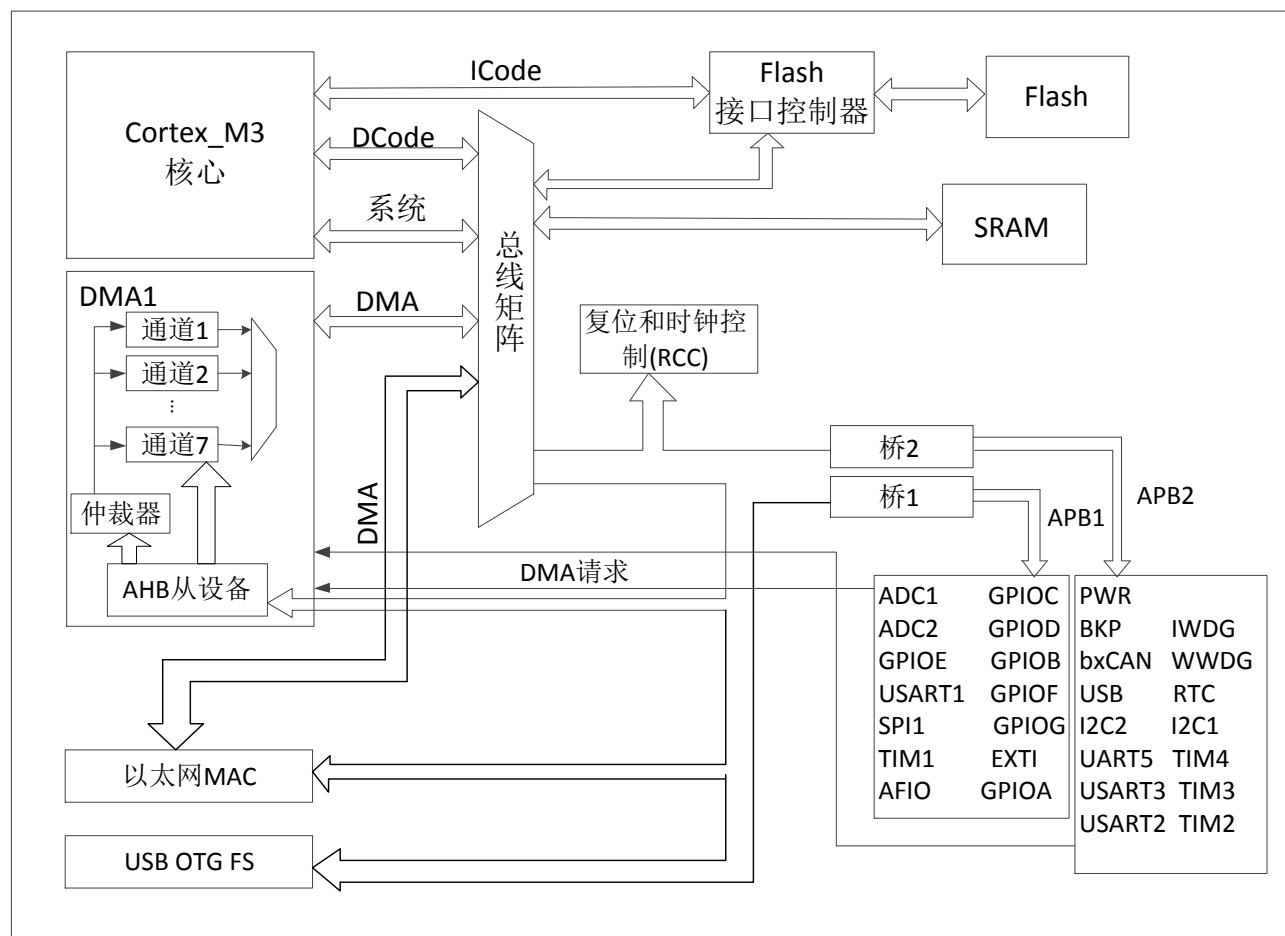 Cortex_M3
核心
ICode
DCode
系统
DMA
Flash
接口控制器
Flash
SRAM
总线矩阵
DMA1
通道1
通道2
...
通道7
仲裁器
AHB从设备
DMA
复位和时钟控
制(RCC)
桥2
桥1
APB2
APB1
DMA请求
ADC1 GPIOC
ADC2 GPIOD
GPIOE GPIOB
USART1 GPIOF
SPI1 GPIOG
TIM1 EXTI
AFIO GPIOA
PWR
BKP IWDG
bxCAN WWDG
USB RTC
I2C2 I2C1
UART5 TIM4
USART3 TIM3
USART2 TIM2
以太网MAC
USB OTG FS